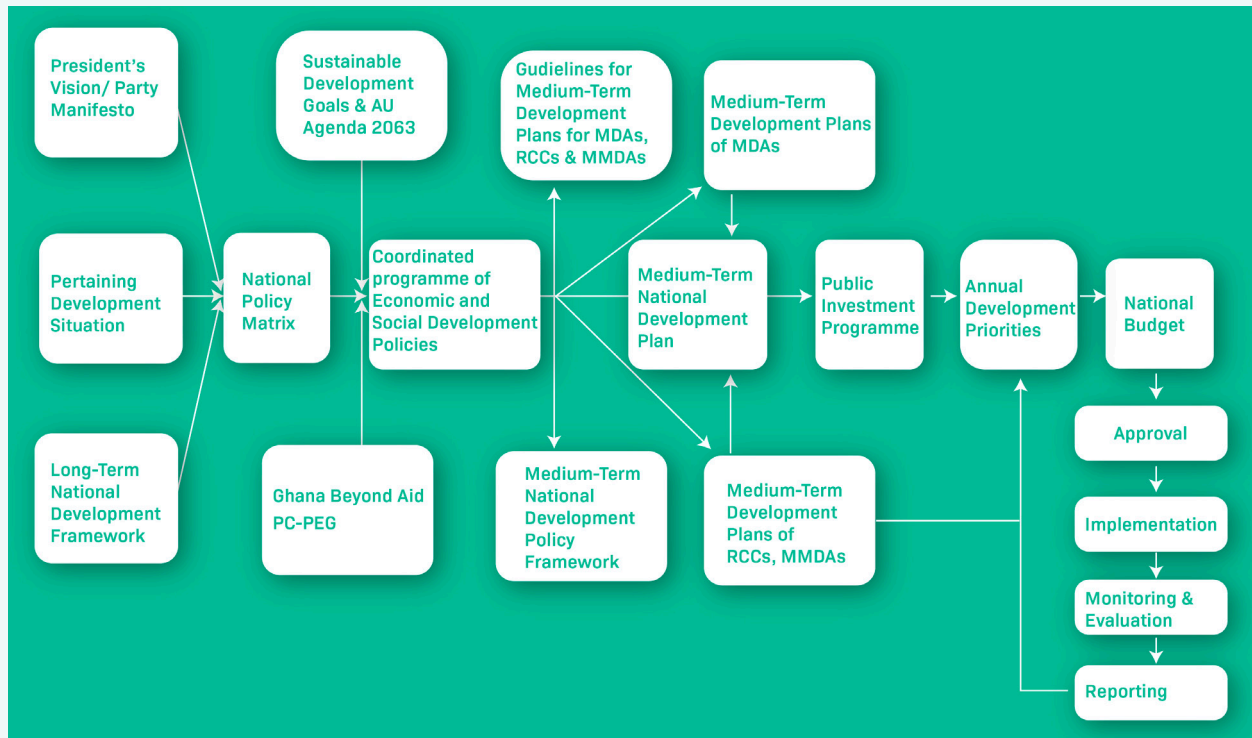 President's
Vision/ Party
Manifesto
Sustainable
Development
Goals & AU
Agenda 2063
Gudielines for
Medium-Term
Development
Plans for MDAs,
RCCs & MMDAs
Medium-Term
Development Plans
of MDAs
Pertaining
Development
Situation
National
Policy
Matrix
Coordinated
programme of
Economic and
Social Development
Policies
Medium-Term
National
Development
Plan
Public
Investment
Programme
Annual
Development
Priorities
National
Budget
Long-Term
National
Development
Framework
Ghana Beyond Aid
PC-PEG
Medium-Term
National
Development
Policy
Framework
Medium-Term
Development
Plans of
RCCs, MMDAs
Approval
Implementation
Monitoring &
Evaluation
Reporting